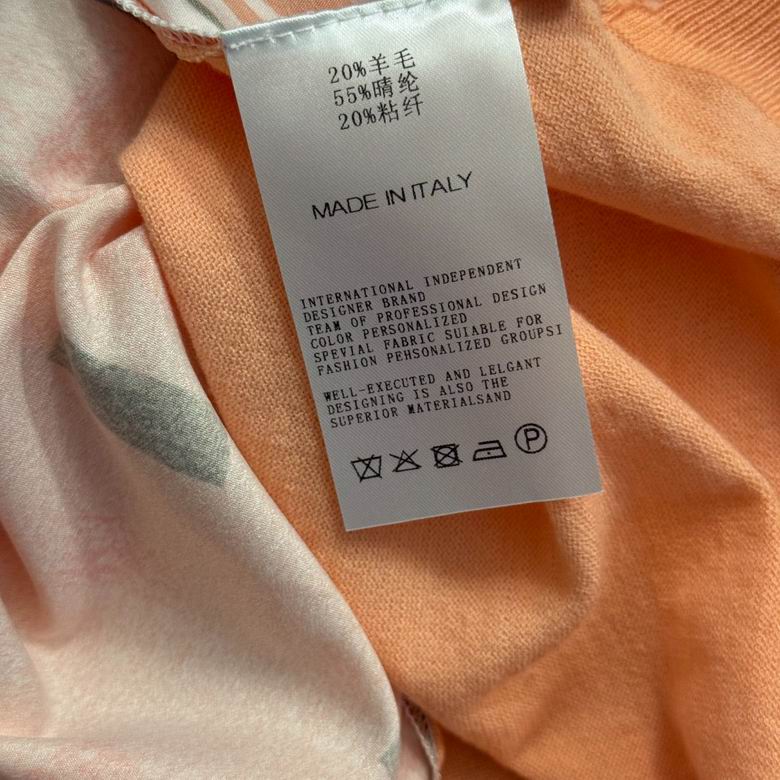 20%羊毛
55%晴纶
20%粘纤
MADE IN ITALY
INTERNATIONAL INDEPENDENT
DESIGNER BRAND
TEAM OF PROFESSIONAL DESIGN
COLOR PERSONALIZED
SPEVIAL FABRIC SUIABLE FOR
FASHION PEHSONALIZED GROUPSI
WELL-EXECUTED AND LELGANT
DESIGNING IS ALSO THE
SUPERIOR MATERIALSAND
P